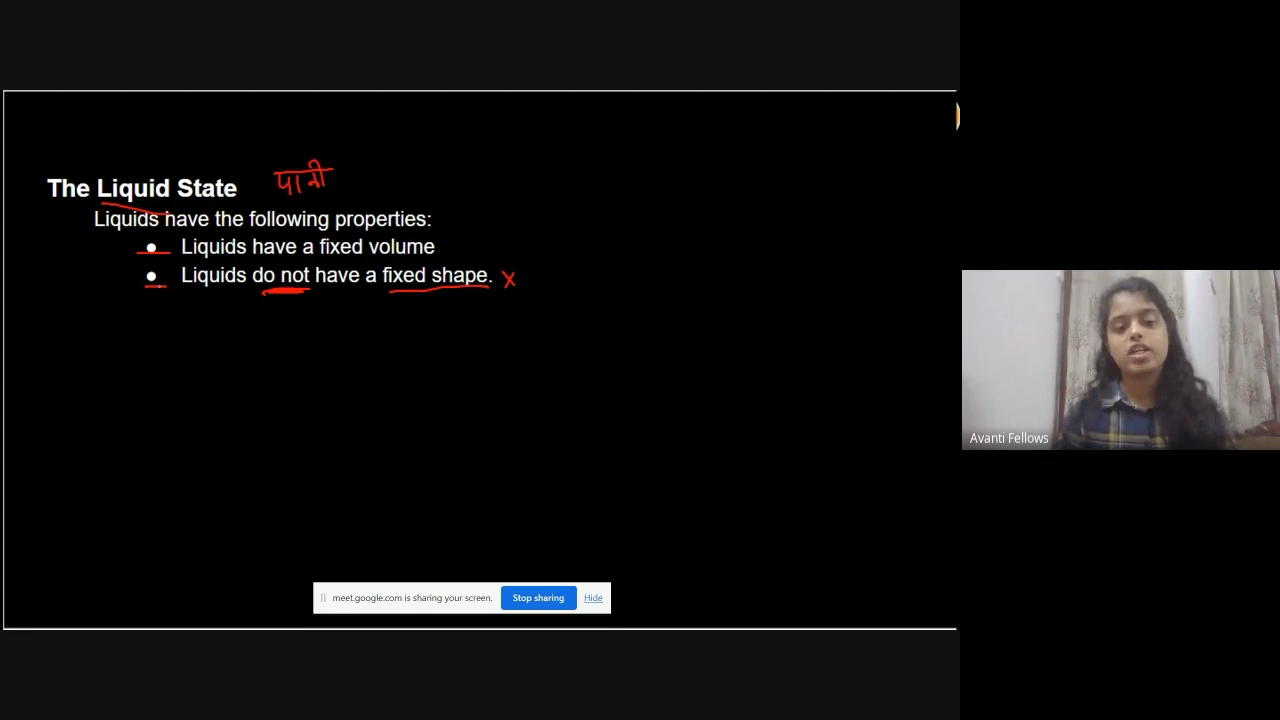 The Liquid State पानी
Liquids have the following properties:
● Liquids have a fixed volume
● Liquids do not have a fixed shape. x
meet.google.com is sharing your screen. Stop sharing Hide
Avanti Fellows